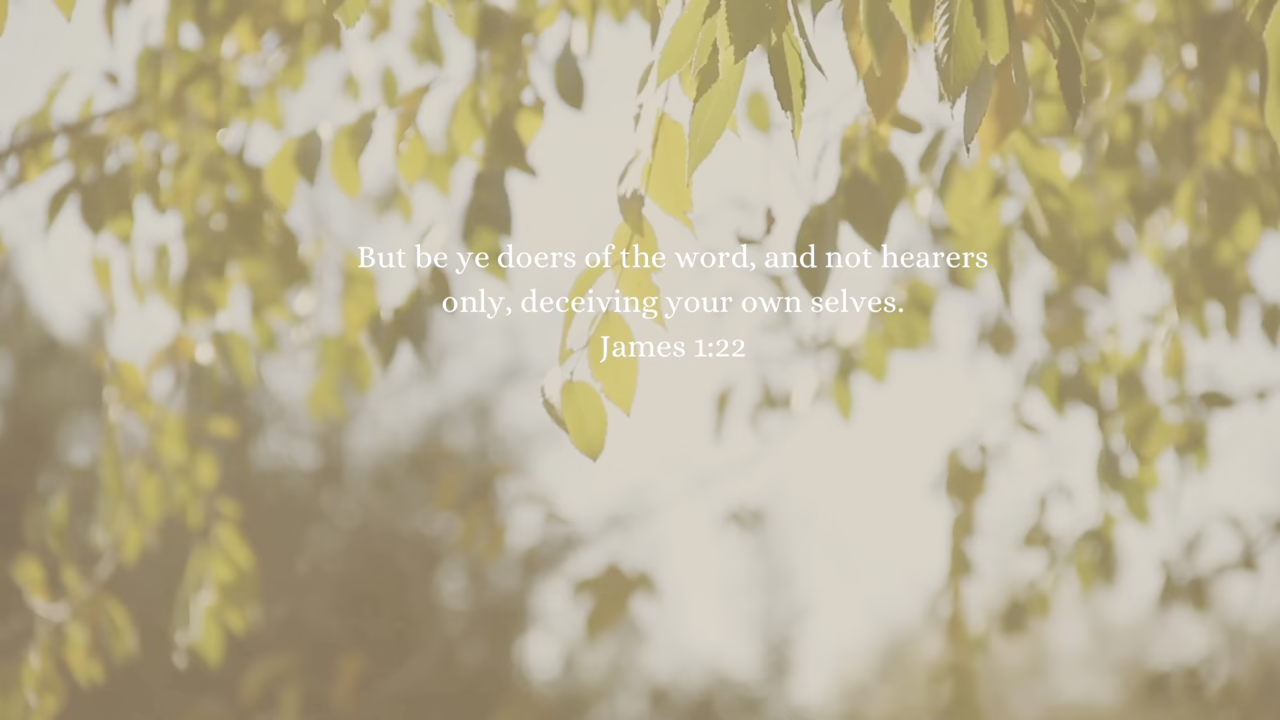 But be ye doers of the word, and not hearers
only, deceiving your own selves.
James 1:22